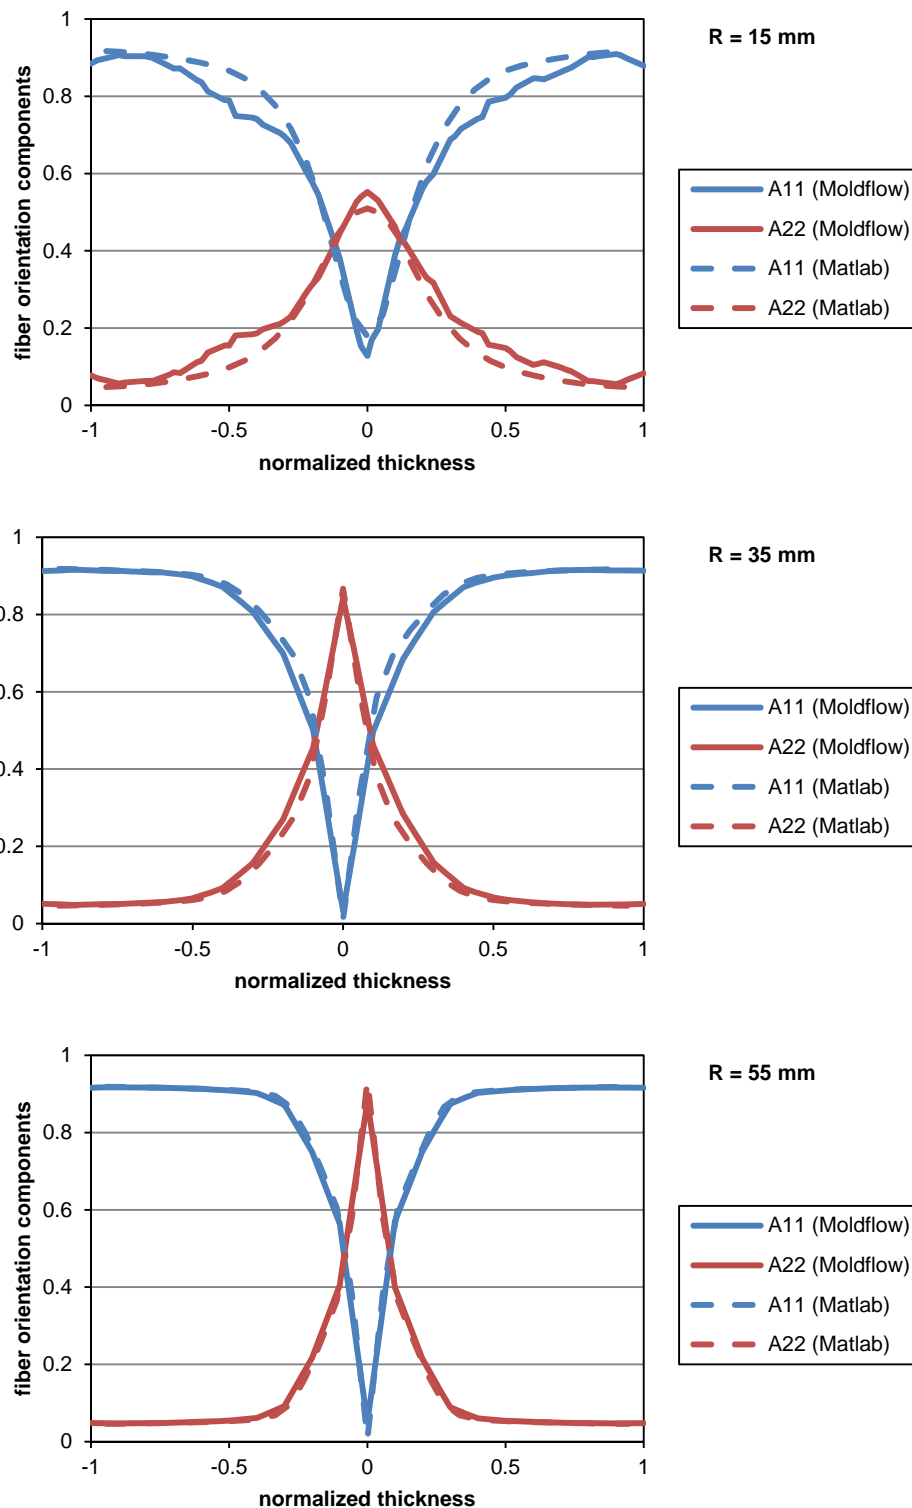 R = 15 mm
1
0.8
0.6
0.4
0.2
0
fiber orientation components
-1 -0.5 0 0.5 1
normalized thickness
A11 (Moldflow)
A22 (Moldflow)
A11 (Matlab)
A22 (Matlab)
R = 35 mm
1
0.8
0.6
0.4
0.2
0
-1 -0.5 0 0.5 1
normalized thickness
A11 (Moldflow)
A22 (Moldflow)
A11 (Matlab)
A22 (Matlab)
R = 55 mm
1
0.8
0.6
0.4
0.2
0
fiber orientation components
-1 -0.5 0 0.5 1
normalized thickness
A11 (Moldflow)
A22 (Moldflow)
A11 (Matlab)
A22 (Matlab)